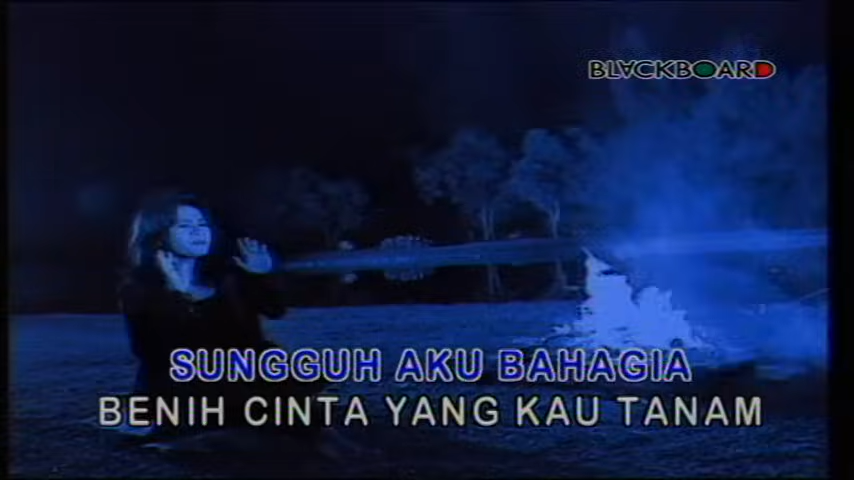 BLACKBOARD
SUNGGUH AKU BAHAGIA
BENIH CINTA YANG KAU TANAM